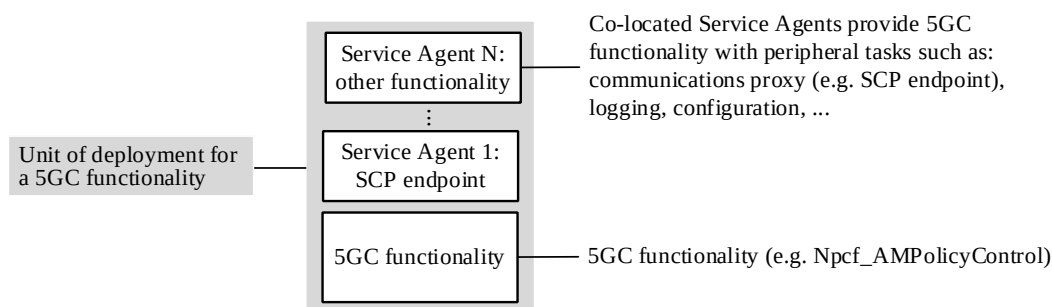 Service Agent N:
other functionality
Co-located Service Agents provide 5GC
functionality with peripheral tasks such as:
communications proxy (e.g. SCP endpoint),
logging, configuration, ...
...
Unit of deployment for
a 5GC functionality
Service Agent 1:
SCP endpoint
5GC functionality
5GC functionality (e.g. Npcf_AMPolicyControl)